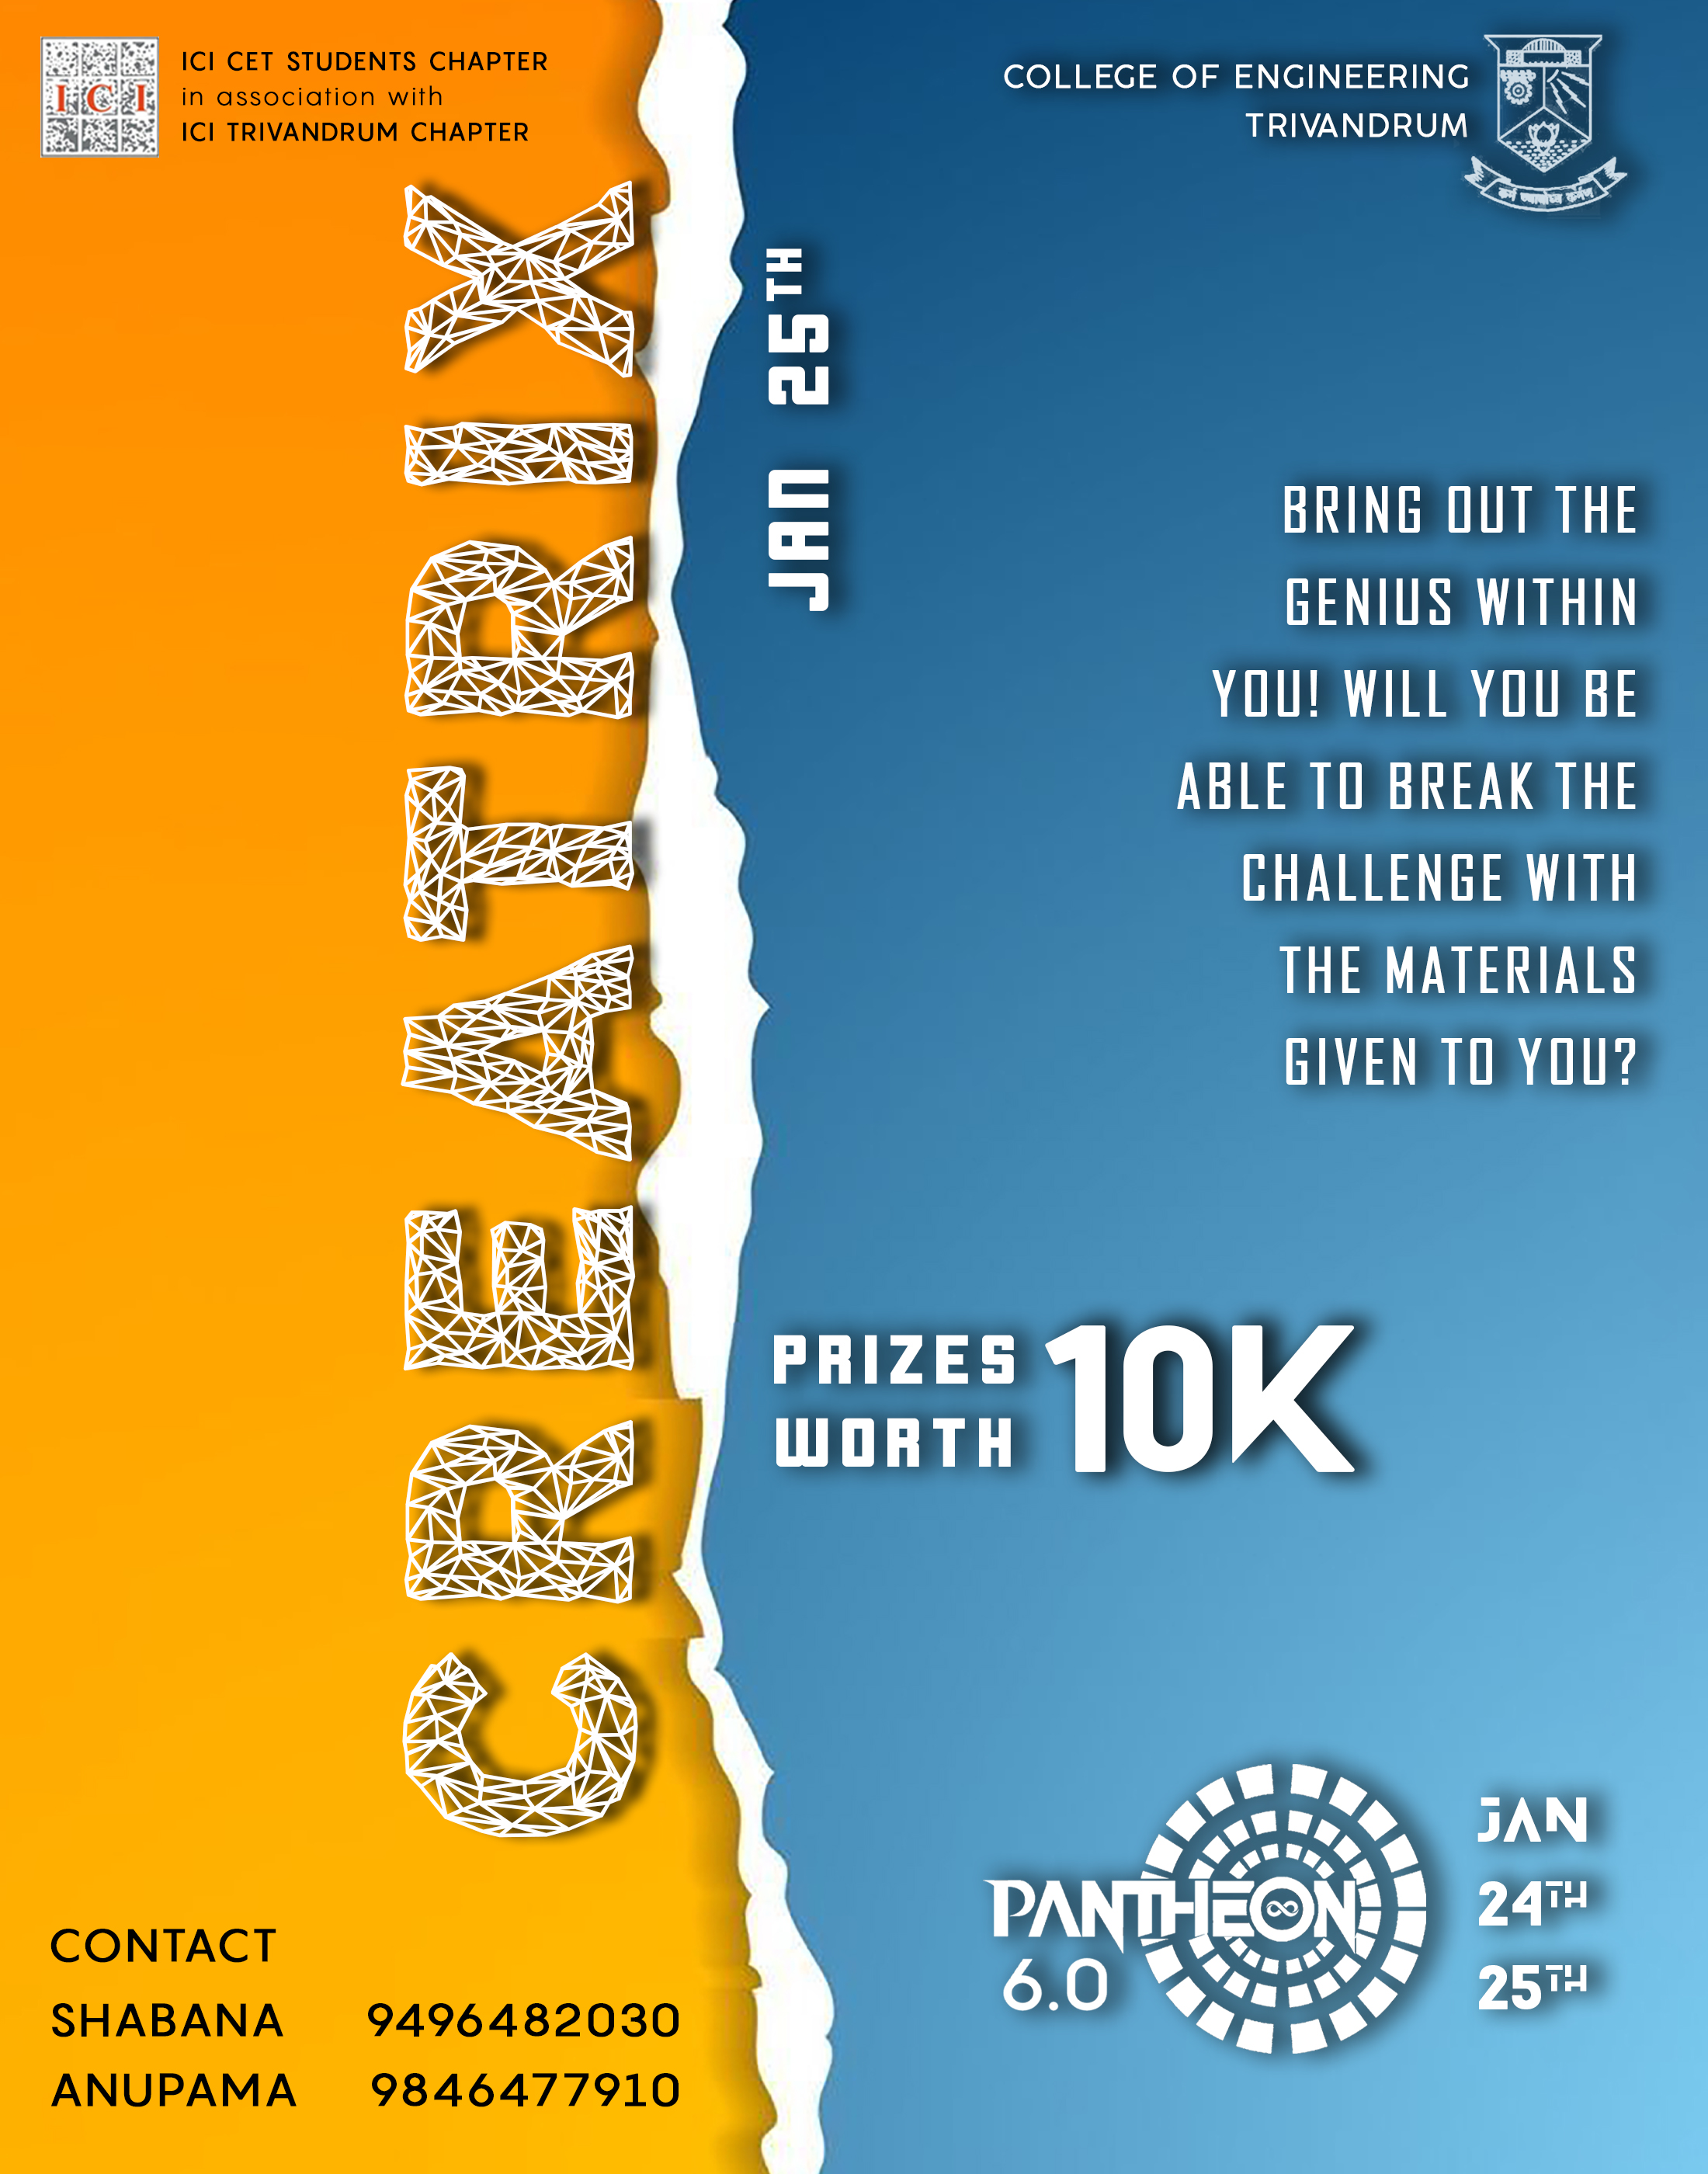 ICI
ICI CET STUDENTS CHAPTER
in association with
ICI TRIVANDRUM CHAPTER
COLLEGE OF ENGINEERING
TRIVANDRUM
CREATRIX
JAN 25TH
BRING OUT THE
GENIUS WITHIN
YOU! WILL YOU BE
ABLE TO BREAK THE
CHALLENGE WITH
THE MATERIALS
GIVEN TO YOU?
PRIZES
WORTH
10K
PANTHEON
6.0
JAN
24TH
25TH
CONTACT
SHABANA 9496482030
ANUPAMA 9846477910